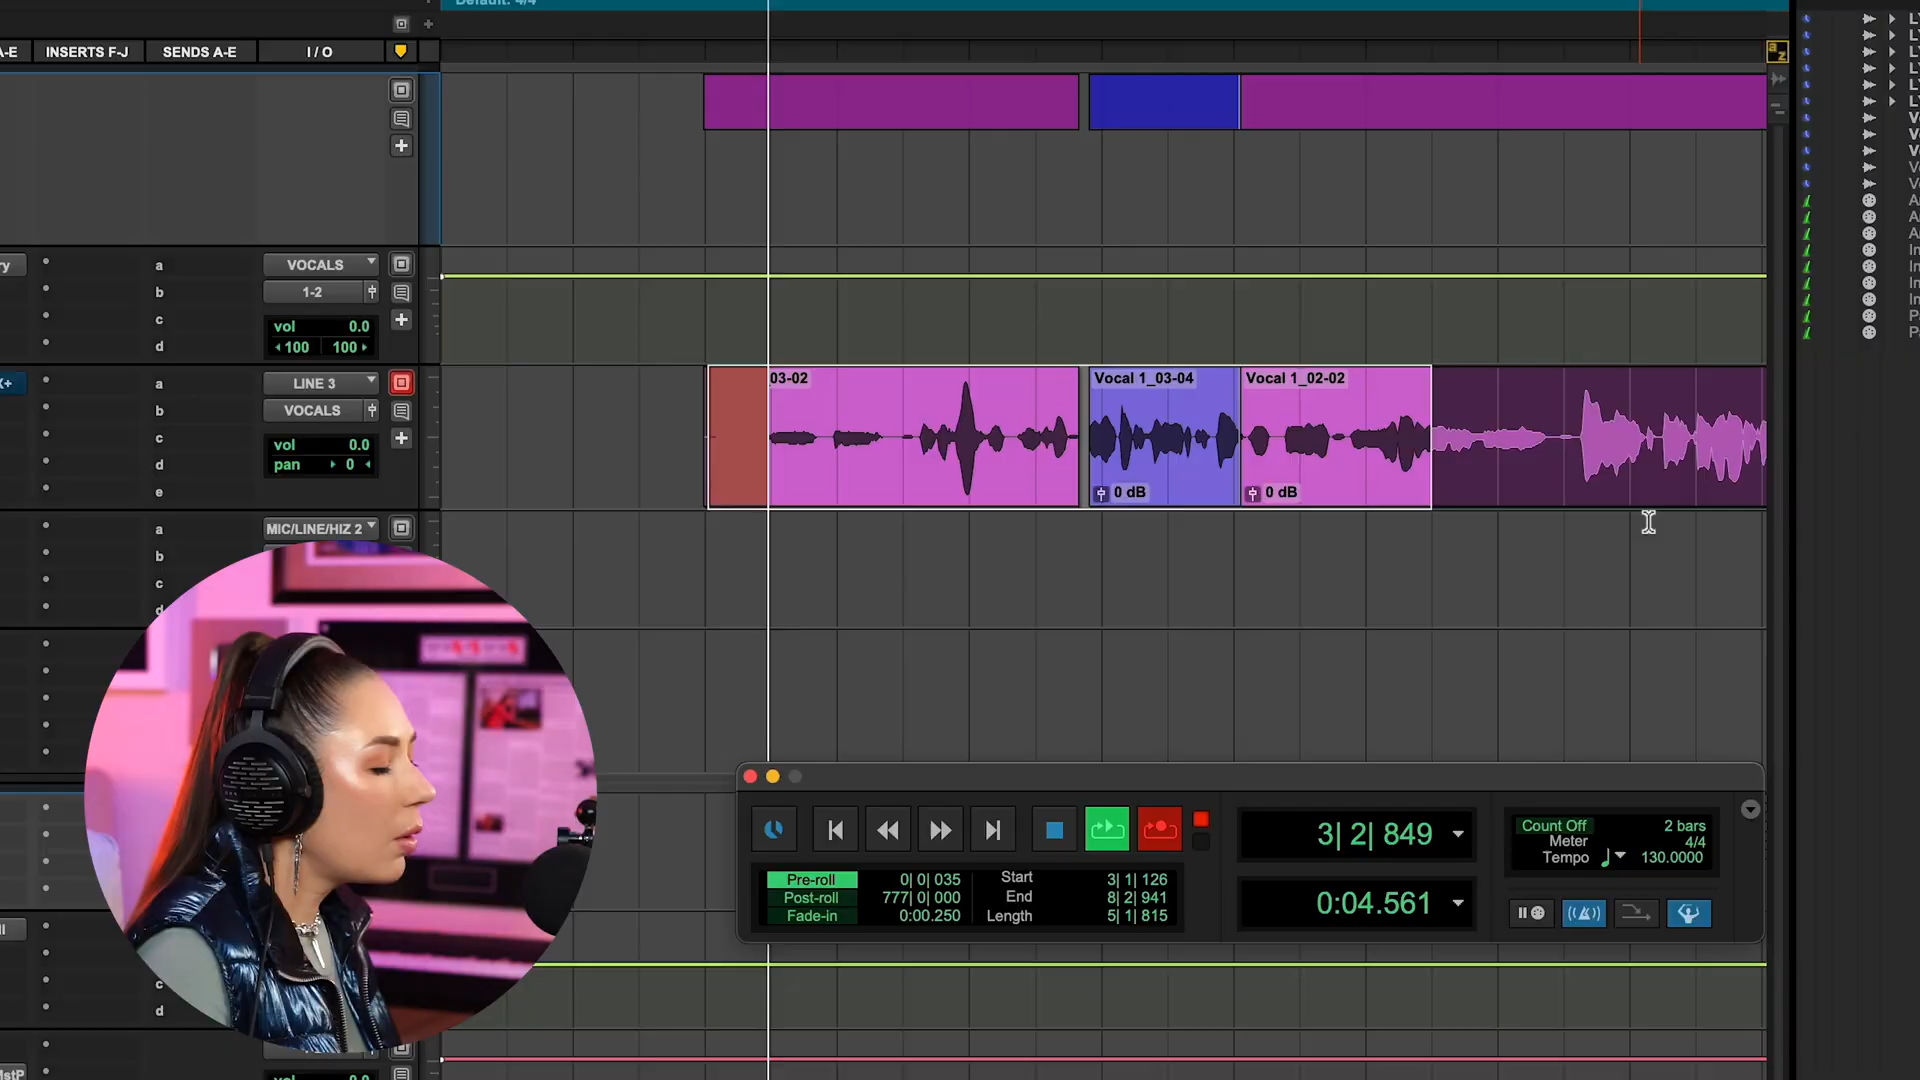 Default: 4/4
A-E
INSERTS F-J
SENDS A-E
I / O
a
z
a
VOCALS
b
1-2
c
vol 0.0
d
100 100
a
LINE 3
b
VOCALS
c
vol 0.0
d
pan 0
e
03-02
Vocal 1_03-04
Vocal 1_02-02
0 dB
0 dB
a
MIC/LINE/HIZ 2
b
c
d
c
d
vol 0.0
3| 2| 849
0:04.561
Count Off 2 bars
Meter 4/4
Tempo 130.0000
Pre-roll 0| 0| 035
Post-roll 777| 0| 000
Fade-in 0:00.250
Start 3| 1| 126
End 8| 2| 941
Length 5| 1| 815